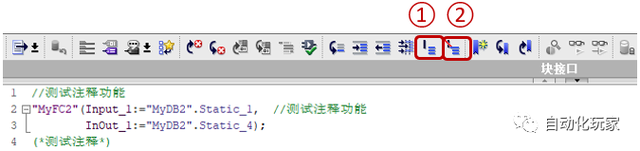 ① ②
块接口
1 //测试注释功能
2 "MyFC2"(Input_1:="MyDB2".Static_1, //测试注释功能
3 InOut_1:="MyDB2".Static_4);
4 (*测试注释*)
自动化玩家